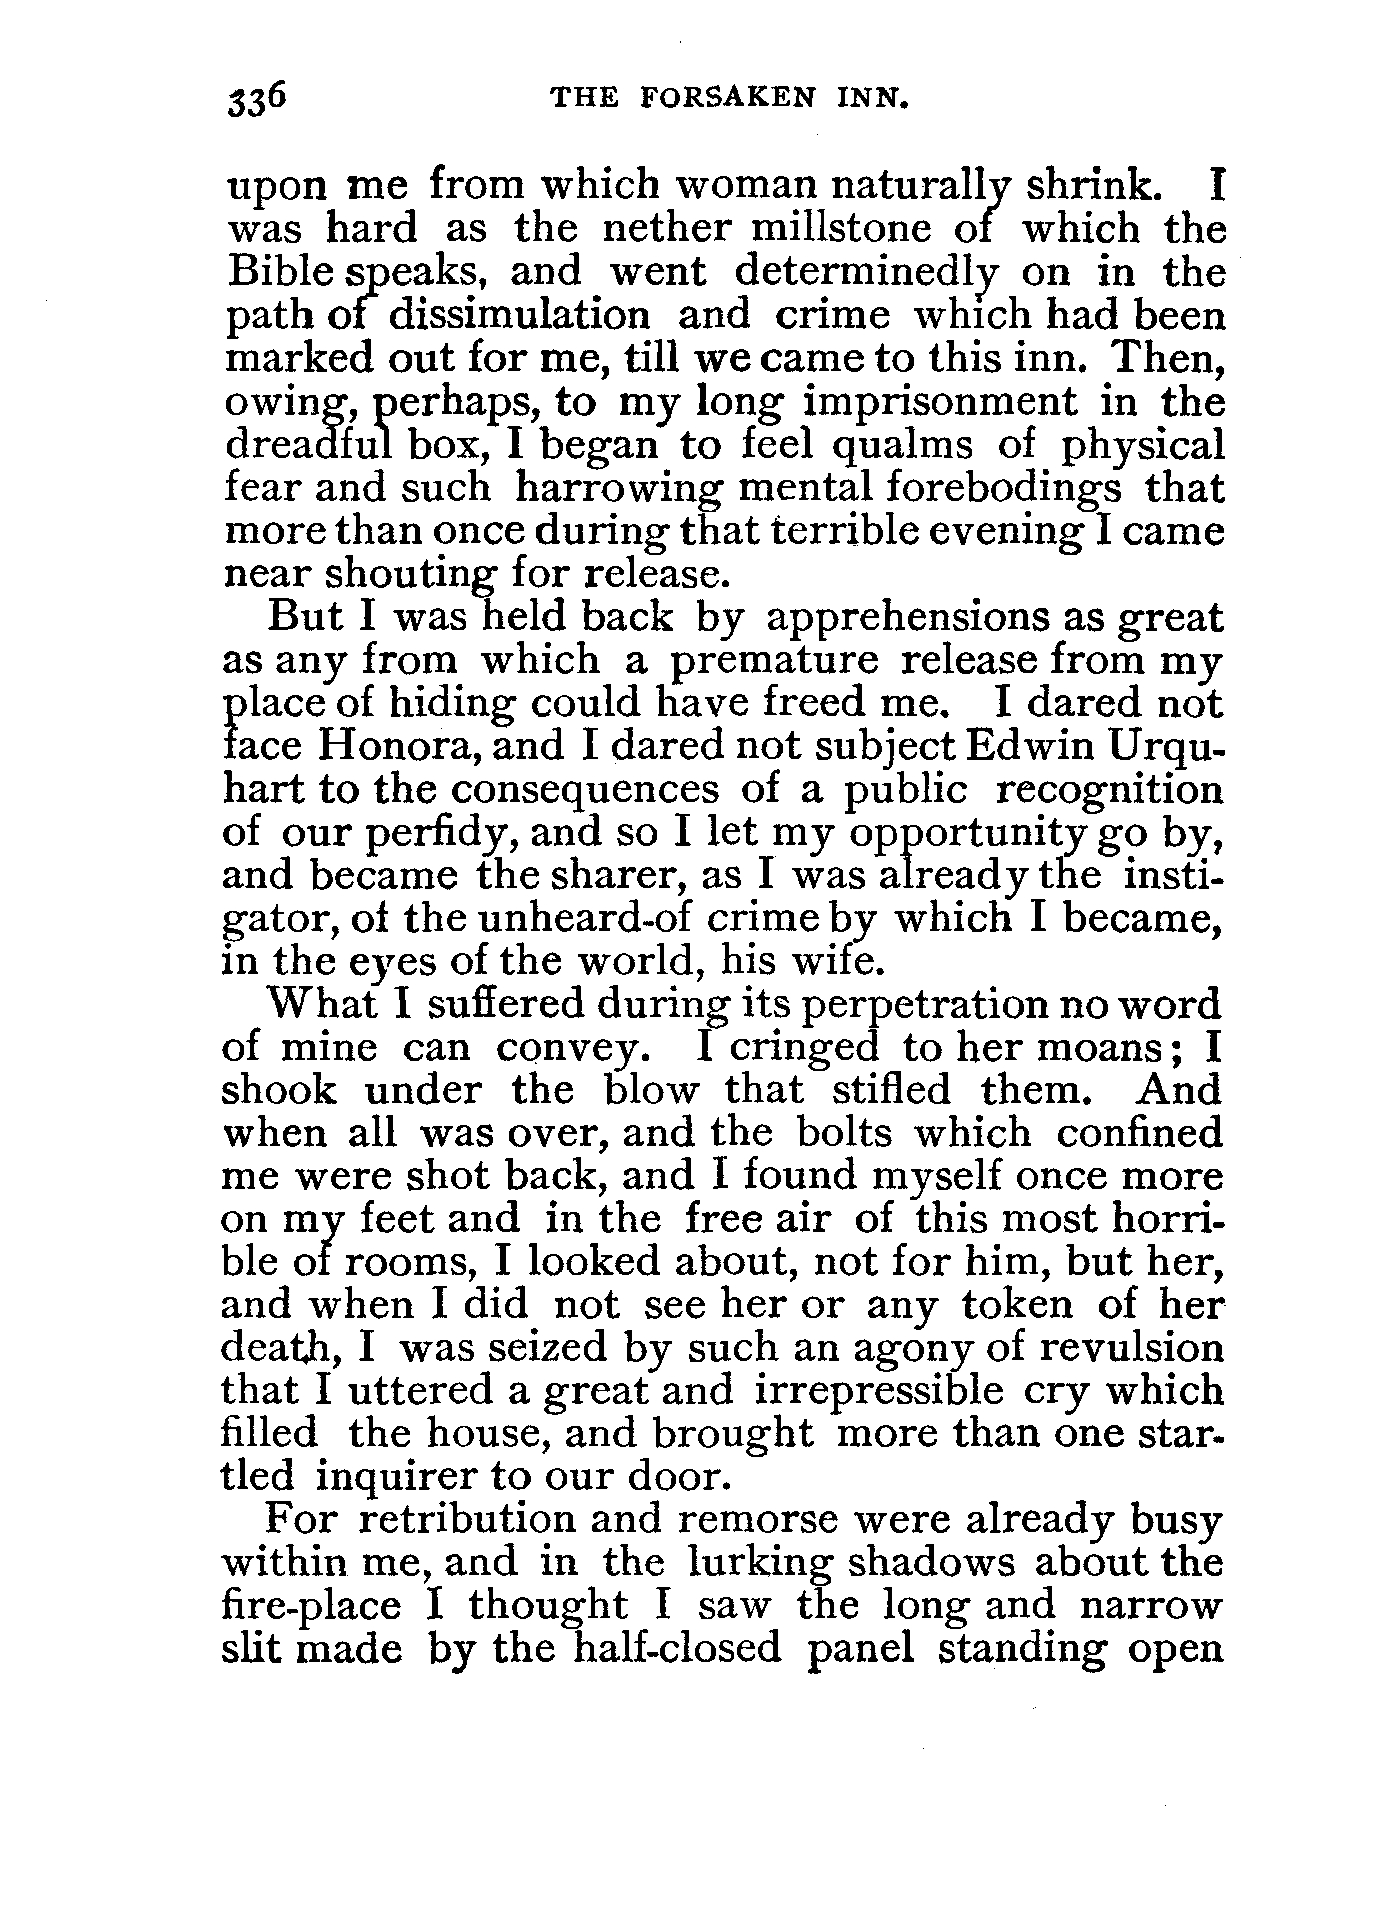 336 THE FORSAKEN INN.
upon me from which woman naturally shrink. I
was hard as the nether millstone of which the
Bible speaks, and went determinedly on in the
path of dissimulation and crime which had been
marked out for me, till we came to this inn. Then,
owing, perhaps, to my long imprisonment in the
dreadful box, I began to feel qualms of physical
fear and such harrowing mental forebodings that
more than once during that terrible evening I came
near shouting for release.
But I was held back by apprehensions as great
as any from which a premature release from my
place of hiding could have freed me. I dared not
face Honora, and I dared not subject Edwin Urqu-
hart to the consequences of a public recognition
of our perfidy, and so I let my opportunity go by,
and became the sharer, as I was already the insti-
gator, of the unheard-of crime by which I became,
in the eyes of the world, his wife.
What I suffered during its perpetration no word
of mine can convey. I cringed to her moans; I
shook under the blow that stifled them. And
when all was over, and the bolts which confined
me were shot back, and I found myself once more
on my feet and in the free air of this most horri-
ble of rooms, I looked about, not for him, but her,
and when I did not see her or any token of her
death, I was seized by such an agony of revulsion
that I uttered a great and irrepressible cry which
filled the house, and brought more than one star-
tled inquirer to our door.
For retribution and remorse were already busy
within me, and in the lurking shadows about the
fire-place I thought I saw the long and narrow
slit made by the half-closed panel standing open